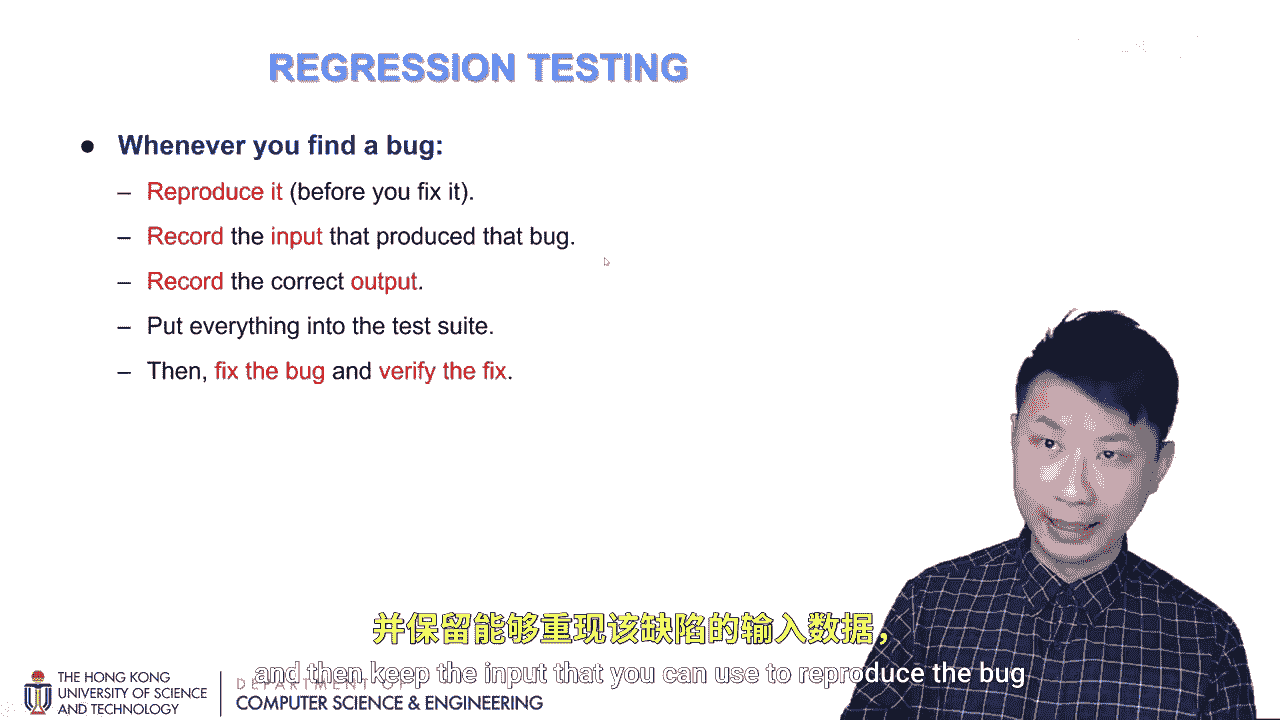 REGRESSION TESTING
● Whenever you find a bug:
– Reproduce it (before you fix it).
– Record the input that produced that bug.
– Record the correct output.
– Put everything into the test suite.
– Then, fix the bug and verify the fix.
并保留能够重现该缺陷的输入数据，
and then keep the input that you can use to reproduce the bug
THE HONG KONG
UNIVERSITY OF SCIENCE
AND TECHNOLOGY
DEPARTMENT OF
COMPUTER SCIENCE & ENGINEERING